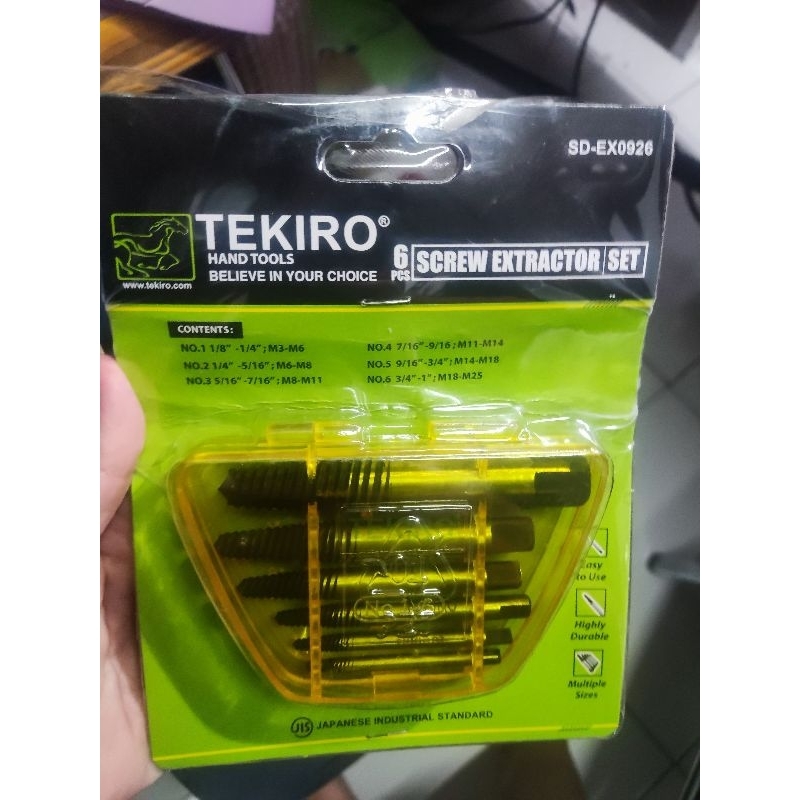 SD-EX0926
TEKIRO®
HAND TOOLS
BELIEVE IN YOUR CHOICE
www.tekiro.com
6 PCS SCREW EXTRACTOR SET
CONTENTS:
NO.1 1/8" -1/4" ; M3-M6
NO.2 1/4" -5/16" ; M6-M8
NO.3 5/16" -7/16" ; M8-M11
NO.4 7/16" -9/16 ; M11-M14
NO.5 9/16" -3/4" ; M14-M18
NO.6 3/4" -1" ; M18-M25
Easy
to Use
Highly
Durable
Multiple
Sizes
JIS JAPANESE INDUSTRIAL STANDARD